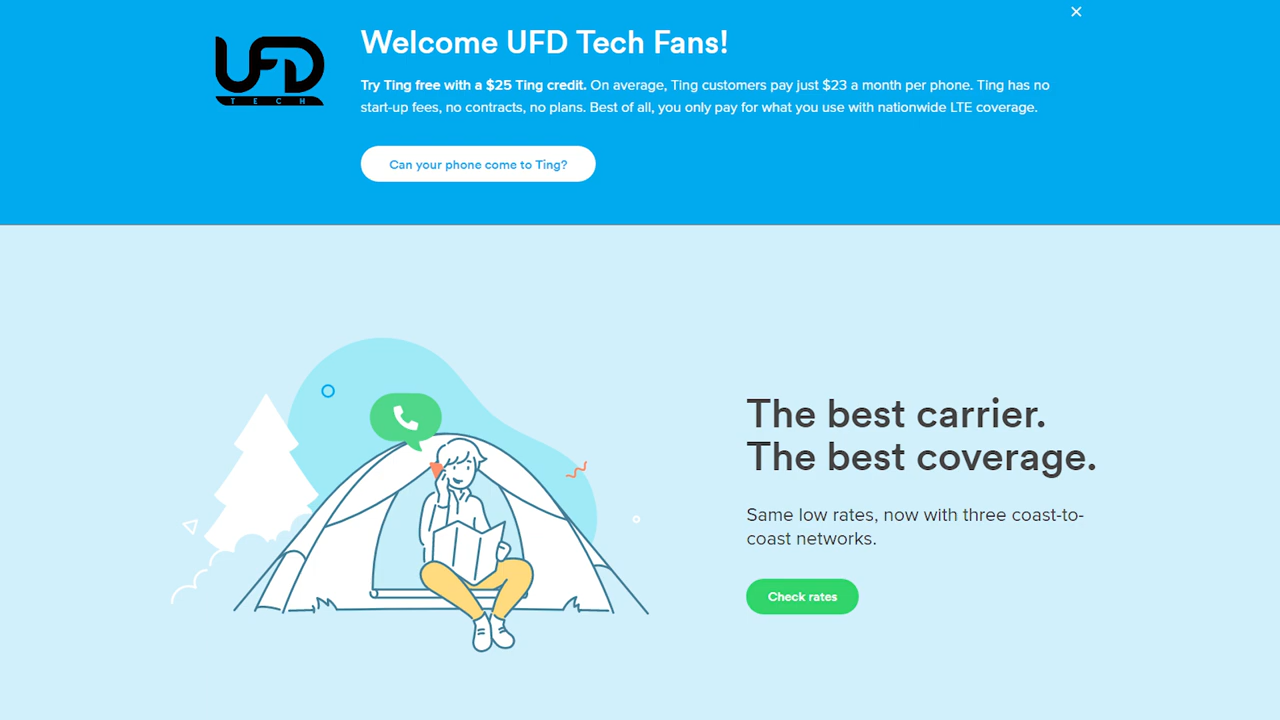 UFD
TECH
Welcome UFD Tech Fans!
Try Ting free with a $25 Ting credit. On average, Ting customers pay just $23 a month per phone. Ting has no
start-up fees, no contracts, no plans. Best of all, you only pay for what you use with nationwide LTE coverage.
Can your phone come to Ting?
The best carrier.
The best coverage.
Same low rates, now with three coast-to-
coast networks.
Check rates